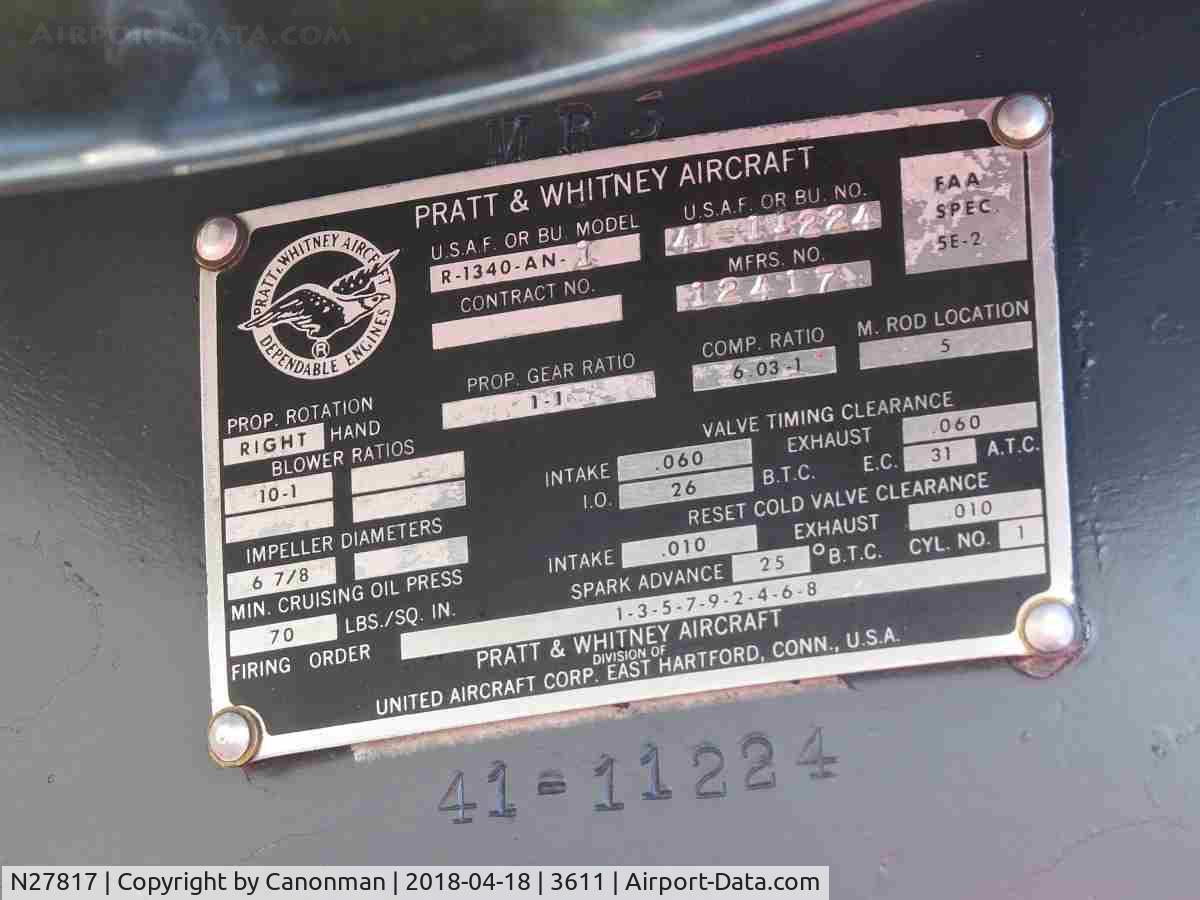 AIRPORT-DATA.COM
MR 3
PRATT & WHITNEY AIRCRAFT
PRATT & WHITNEY AIRCRAFT
DEPENDABLE ENGINES
®
U.S.A.F. OR BU. MODEL
R-1340-AN-1
U.S.A.F. OR BU. NO.
41-11224
FAA
SPEC.
5E-2
CONTRACT NO.
MFRS. NO.
12417
PROP. ROTATION
RIGHT HAND
PROP. GEAR RATIO
1-1
COMP. RATIO
6.03-1
M. ROD LOCATION
5
BLOWER RATIOS
10-1
VALVE TIMING CLEARANCE
INTAKE .060 EXHAUST .060
I.O. 26 B.T.C. E.C. 31 A.T.C.
IMPELLER DIAMETERS
6 7/8
RESET COLD VALVE CLEARANCE
INTAKE .010 EXHAUST .010
MIN. CRUISING OIL PRESS
70 LBS./SQ. IN.
SPARK ADVANCE 25 ° B.T.C. CYL. NO. 1
FIRING ORDER 1-3-5-7-9-2-4-6-8
PRATT & WHITNEY AIRCRAFT
DIVISION OF
UNITED AIRCRAFT CORP. EAST HARTFORD, CONN., U.S.A.
41=11224
N27817 | Copyright by Canonman | 2018-04-18 | 3611 | Airport-Data.com